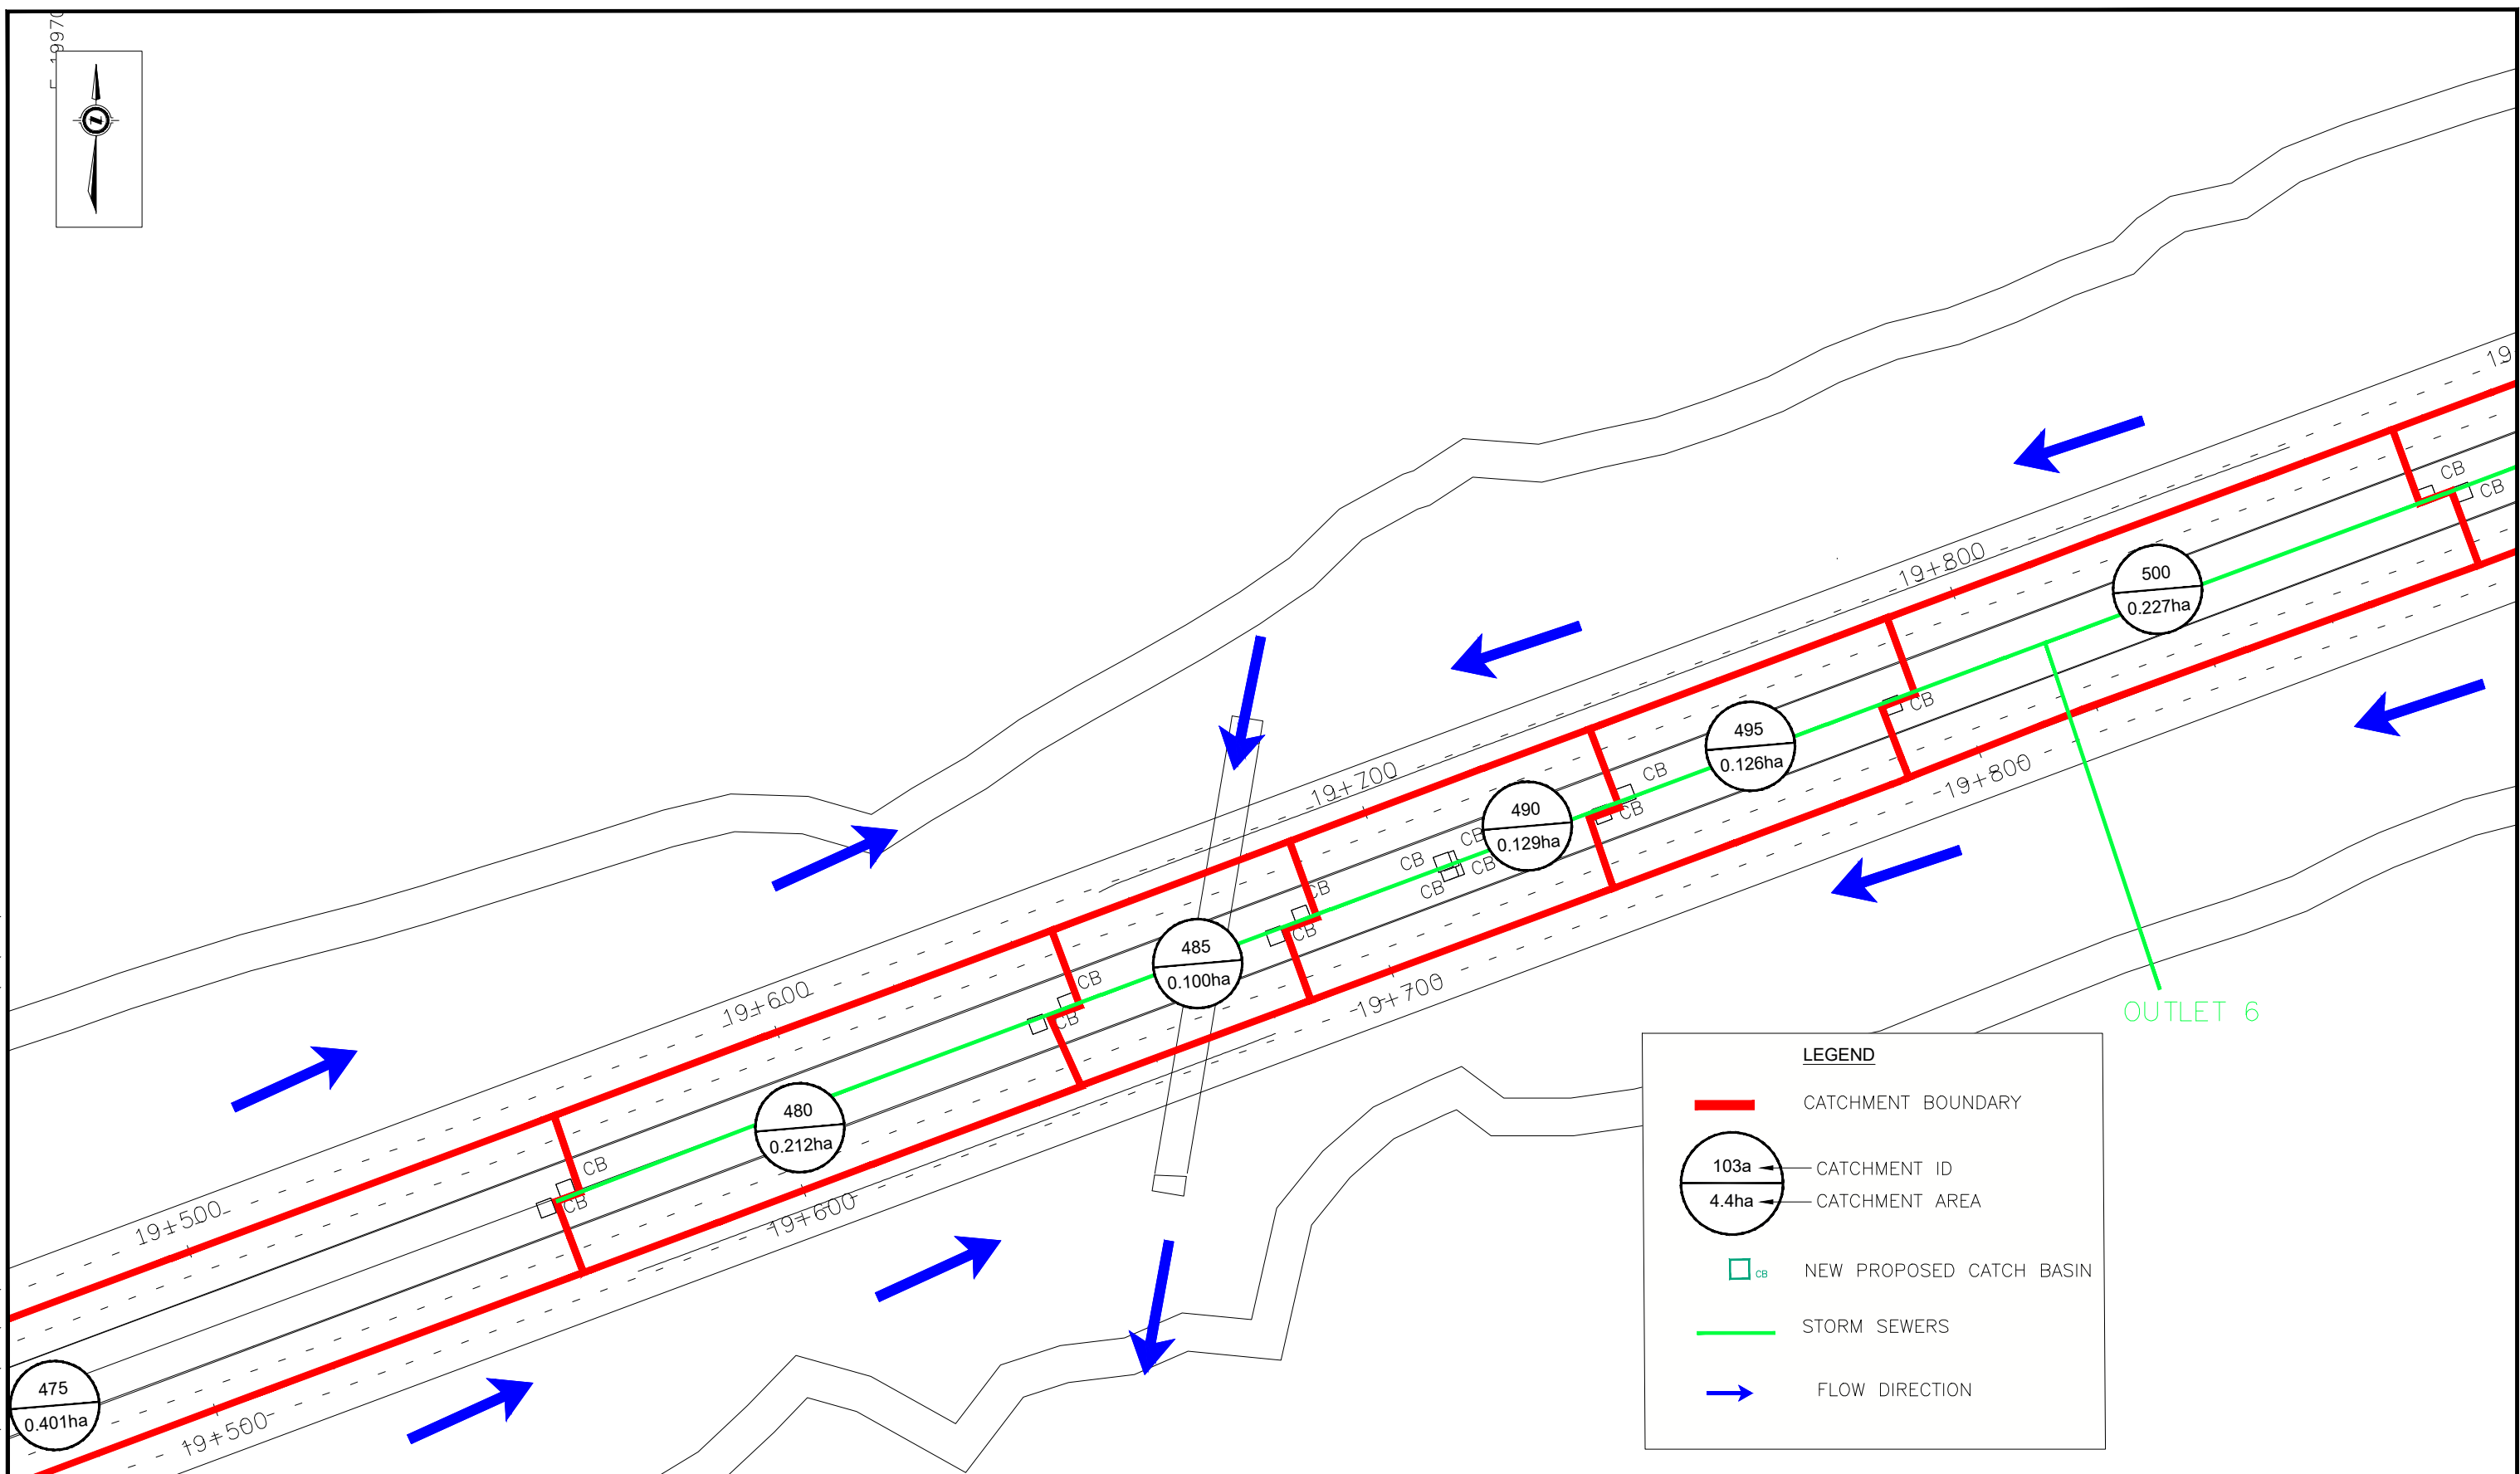 19+800
19+700
19+600
19+500
CB
CB
500
0.227ha
CB
495
0.126ha
19+800
CB
CB
490
0.129ha
CB
CB
CB
CB
CB
CB
19+700
485
0.100ha
CB
CB
OUTLET 6
480
0.212ha
19+600
CB
CB
475
0.401ha
19+500
LEGEND
CATCHMENT BOUNDARY
103a
CATCHMENT ID
4.4ha
CATCHMENT AREA
CB
NEW PROPOSED CATCH BASIN
STORM SEWERS
FLOW DIRECTION